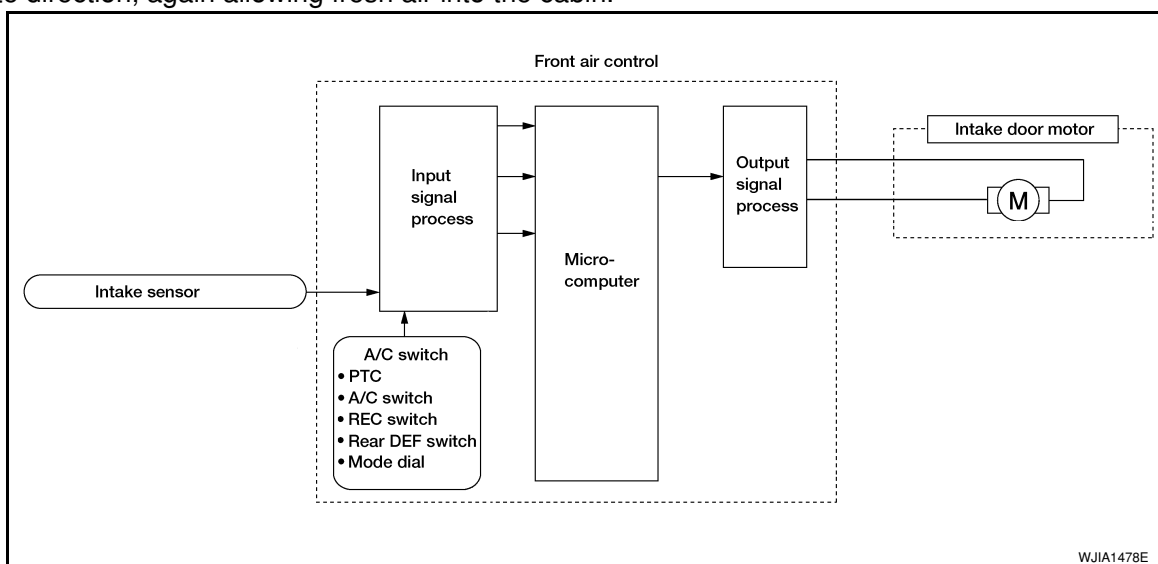 its direction, again allowing fresh air into the cabin.
Front air control
Intake door motor
Input
signal
process
Output
signal
process
M
Micro-
computer
Intake sensor
A/C switch
• PTC
• A/C switch
• REC switch
• Rear DEF switch
• Mode dial
WJIA1478E